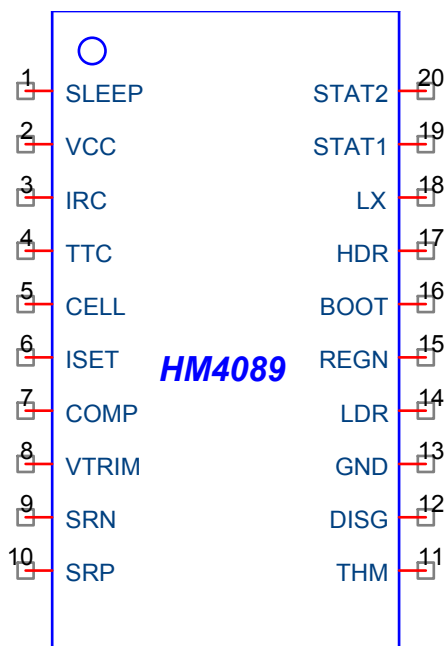 1 SLEEP STAT2 20
2 VCC STAT1 19
3 IRC LX 18
4 TTC HDR 17
5 CELL BOOT 16
6 ISET REGN 15
HM4089
7 COMP LDR 14
8 VTRIM GND 13
9 SRN DISG 12
10 SRP THM 11